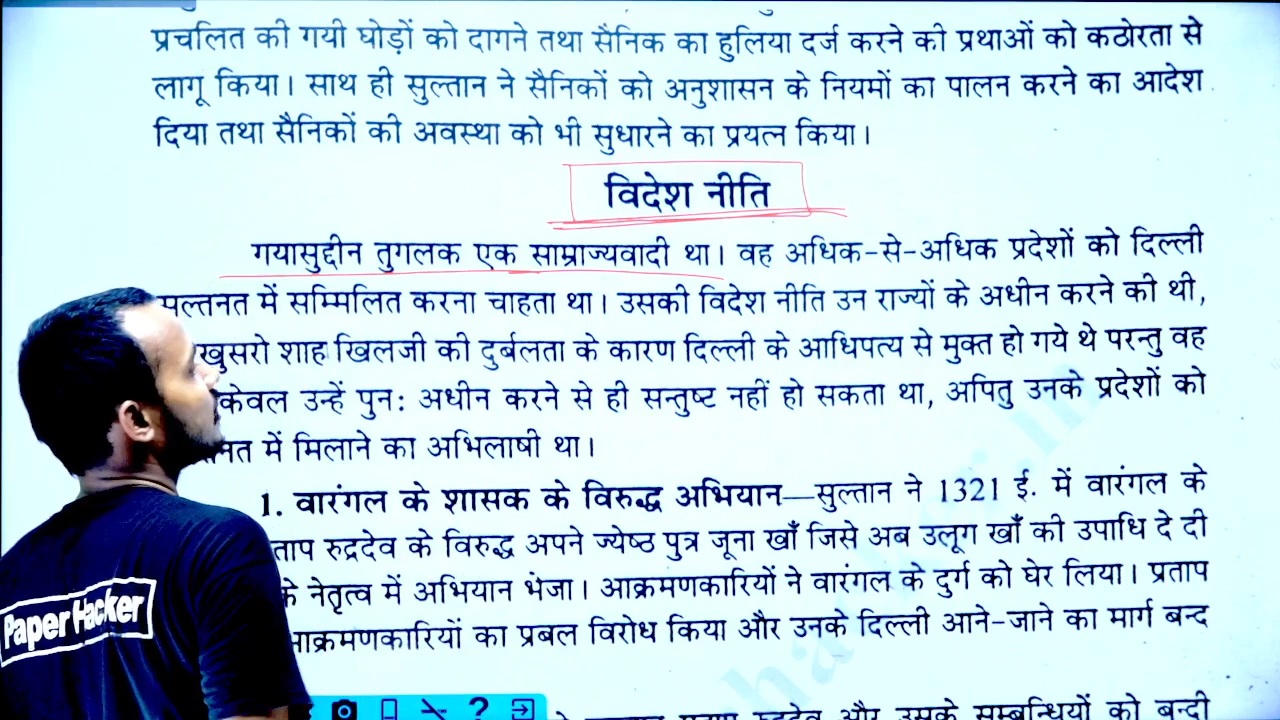 प्रचलित की गयी घोड़ों को दागने तथा सैनिक का हुलिया दर्ज करने की प्रथाओं को कठोरता से
लागू किया। साथ ही सुल्तान ने सैनिकों को अनुशासन के नियमों का पालन करने का आदेश
दिया तथा सैनिकों की अवस्था को भी सुधारने का प्रयत्न किया।
विदेश नीति
गयासुद्दीन तुगलक एक साम्राज्यवादी था। वह अधिक-से-अधिक प्रदेशों को दिल्ली
में सम्मिलित करना चाहता था। उसकी विदेश नीति उन राज्यों के अधीन करने की थी,
खुसरो शाह खिलजी की दुर्बलता के कारण दिल्ली के आधिपत्य से मुक्त हो गये थे परन्तु वह
केवल उन्हें पुन: अधीन करने से ही सन्तुष्ट नहीं हो सकता था, अपितु उनके प्रदेशों को
में मिलाने का अभिलाषी था।
1. वारंगल के शासक के विरुद्ध अभियान—सुल्तान ने 1321 ई. में वारंगल के
रुद्रदेव के विरुद्ध अपने ज्येष्ठ पुत्र जूना खाँ जिसे अब उलूग खाँ की उपाधि दे दी
के नेतृत्व में अभियान भेजा। आक्रमणकारियों ने वारंगल के दुर्ग को घेर लिया। प्रताप
आक्रमणकारियों का प्रबल विरोध किया और उनके दिल्ली आने-जाने का मार्ग बन्द
रुद्रदेव और उसके सम्बन्धियों को बन्दी
Paper Hacker